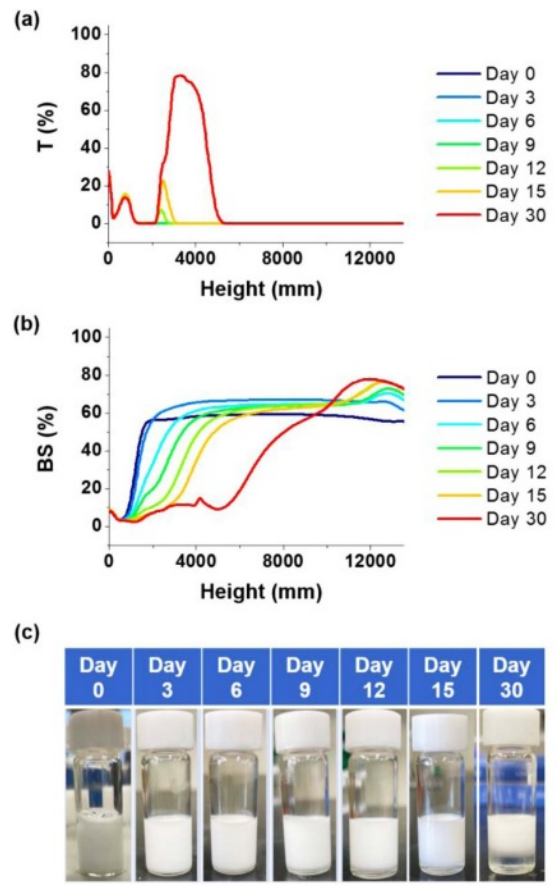 (a)
100
80
60
40
20
0
T (%)
0 4000 8000 12000
Height (mm)
Day 0
Day 3
Day 6
Day 9
Day 12
Day 15
Day 30
(b)
100
80
60
40
20
0
BS (%)
0 4000 8000 12000
Height (mm)
Day 0
Day 3
Day 6
Day 9
Day 12
Day 15
Day 30
(c)
Day Day Day Day Day Day Day
0 3 6 9 12 15 30